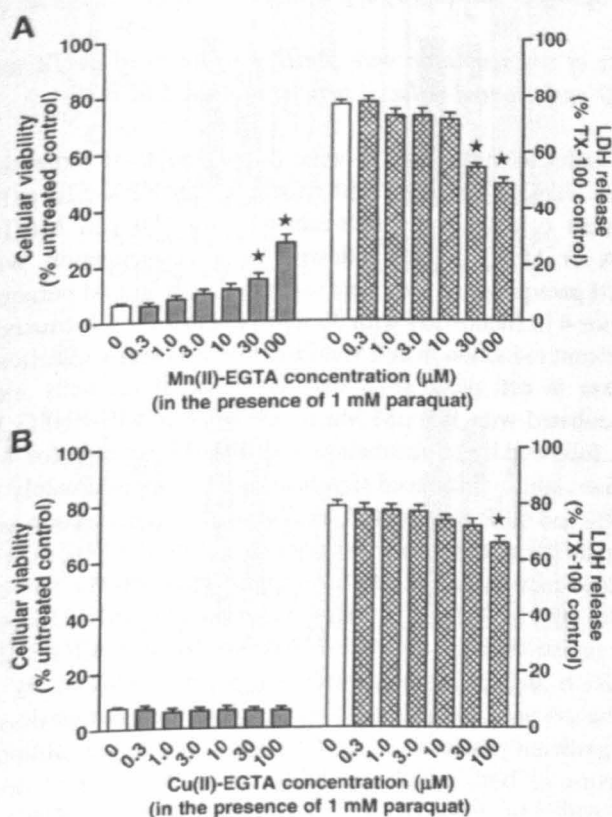 A
Cellular viability
(% untreated control)
100
80
60
40
20
0
0 0.3 1.0 3.0 10 30 100
0 0.3 1.0 3.0 10 30 100
★ ★
★ ★
100
80
60
40
20
0
LDH release
(% TX-100 control)
Mn(II)-EGTA concentration (μM)
(in the presence of 1 mM paraquat)
B
Cellular viability
(% untreated control)
100
80
60
40
20
0
0 0.3 1.0 3.0 10 30 100
0 0.3 1.0 3.0 10 30 100
★
100
80
60
40
20
0
LDH release
(% TX-100 control)
Cu(II)-EGTA concentration (μM)
(in the presence of 1 mM paraquat)